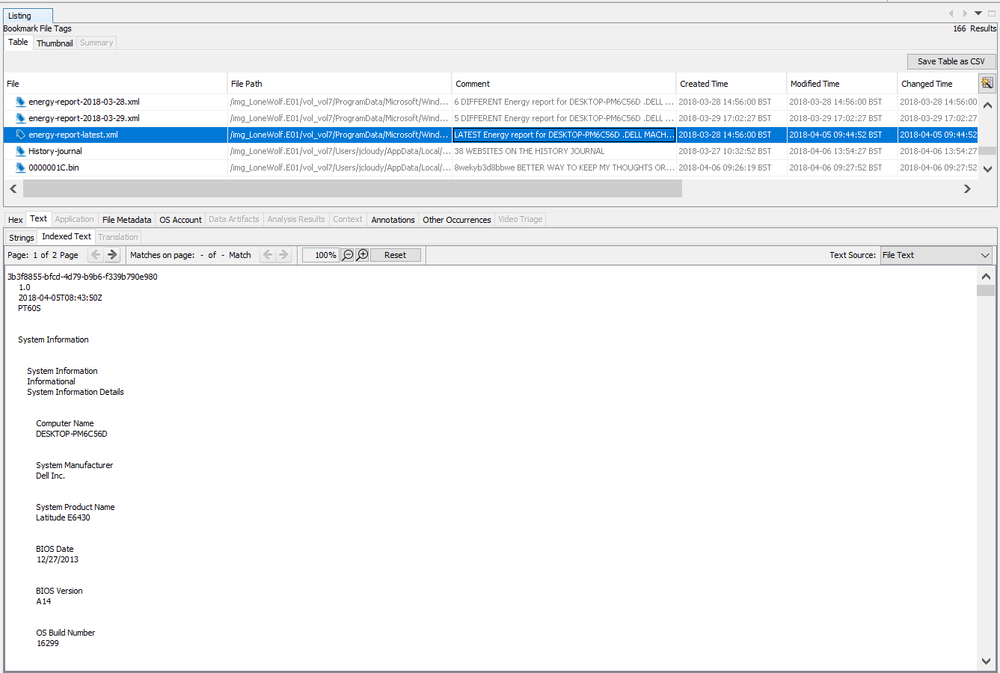 Listing
Bookmark File Tags
166 Results
Table Thumbnail Summary
Save Table as CSV
File File Path Comment Created Time Modified Time Changed Time
energy-report-2018-03-28.xml /img_LoneWolf.E01/vol_vol7/ProgramData/Microsoft/Wind... 6 DIFFERENT Energy report for DESKTOP-PM6C56D .DELL ... 2018-03-28 14:56:00 BST 2018-03-28 14:56:00 BST 2018-03-28 14:56:00
energy-report-2018-03-29.xml /img_LoneWolf.E01/vol_vol7/ProgramData/Microsoft/Wind... 5 DIFFERENT Energy report for DESKTOP-PM6C56D .DELL ... 2018-03-29 17:02:27 BST 2018-03-29 17:02:27 BST 2018-03-29 17:02:27
energy-report-latest.xml /img_LoneWolf.E01/vol_vol7/ProgramData/Microsoft/Wind... LATEST Energy report for DESKTOP-PM6C56D .DELL MACH... 2018-03-28 14:56:00 BST 2018-04-05 09:44:52 BST 2018-04-05 09:44:52
History-journal /img_LoneWolf.E01/vol_vol7/Users/jcloudy/AppData/Local/... 38 WEBSITES ON THE HISTORY JOURNAL 2018-03-27 10:32:52 BST 2018-04-06 13:54:27 BST 2018-04-06 13:54:27
0000001C.bin /img_LoneWolf.E01/vol_vol7/Users/jcloudy/AppData/Local/... 8wekyb3d8bbwe BETTER WAY TO KEEP MY THOUGHTS OR... 2018-04-06 09:26:19 BST 2018-04-06 09:27:52 BST 2018-04-06 09:27:52
Hex Text Application File Metadata OS Account Data Artifacts Analysis Results Context Annotations Other Occurrences Video Triage
Strings Indexed Text Translation
Page: 1 of 2 Page Matches on page: - of - Match 100% Reset Text Source: File Text
3b3f8855-bfcd-4d79-b9b6-f339b790e980
1.0
2018-04-05T08:43:50Z
PT60S
System Information
System Information
Informational
System Information Details
Computer Name
DESKTOP-PM6C56D
System Manufacturer
Dell Inc.
System Product Name
Latitude E6430
BIOS Date
12/27/2013
BIOS Version
A14
OS Build Number
16299